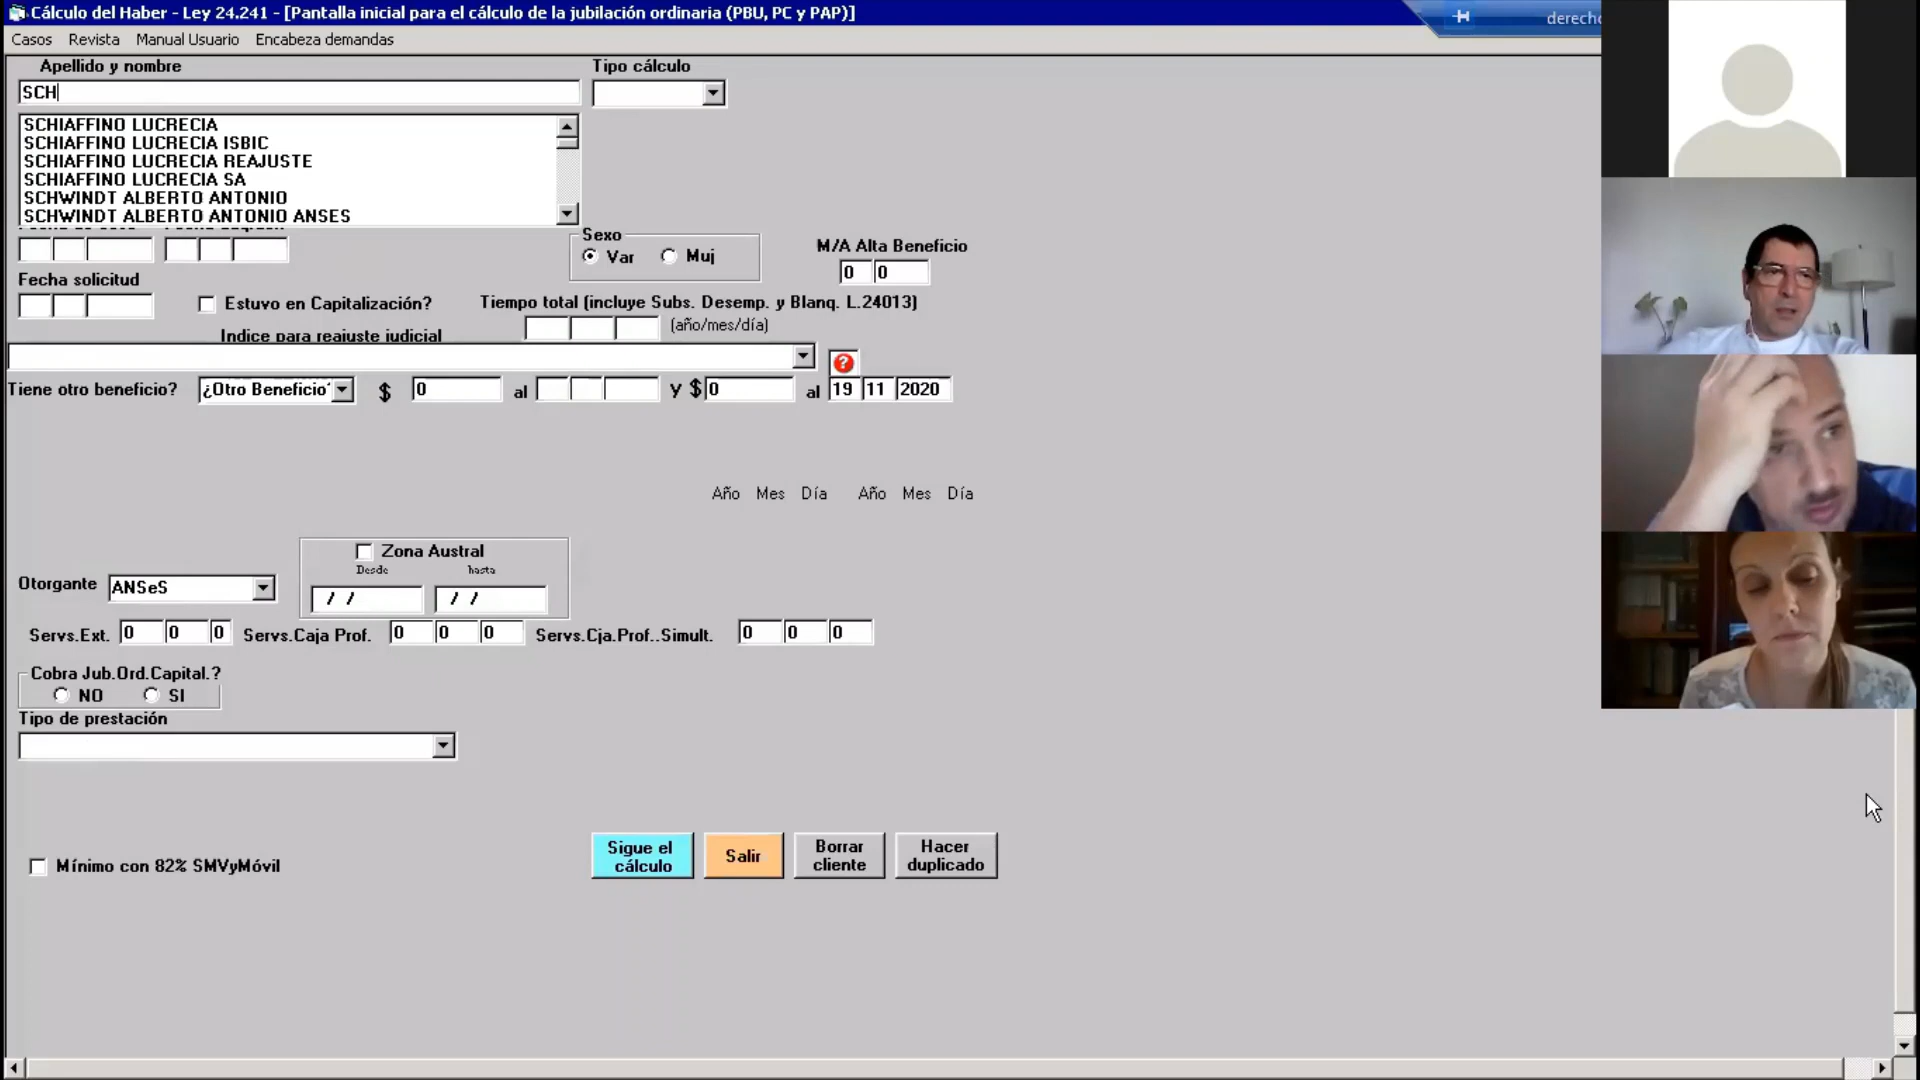 Cálculo del Haber - Ley 24.241 - [Pantalla inicial para el cálculo de la jubilación ordinaria (PBU, PC y PAP)]
Casos Revista Manual Usuario Encabeza demandas
Apellido y nombre
Tipo cálculo
SCH
SCHIAFFINO LUCRECIA
SCHIAFFINO LUCRECIA ISBIC
SCHIAFFINO LUCRECIA REAJUSTE
SCHIAFFINO LUCRECIA SA
SCHWINDT ALBERTO ANTONIO
SCHWINDT ALBERTO ANTONIO ANSES
Sexo
Var Muj
M/A Alta Beneficio
0 0
Fecha solicitud
Estuvo en Capitalización?
Tiempo total (incluye Subs. Desemp. y Blanq. L.24013)
(año/mes/día)
Indice para reajuste judicial
?
Tiene otro beneficio? ¿Otro Beneficio? $ 0 al y $ 0 al 19 11 2020
Año Mes Día Año Mes Día
Zona Austral
Desde hasta
/ / / /
Otorgante ANSeS
Servs.Ext. 0 0 0 Servs.Caja Prof. 0 0 0 Servs.Cja.Prof..Simult. 0 0 0
Cobra Jub.Ord.Capital.?
NO SI
Tipo de prestación
Mínimo con 82% SMVyMóvil
Sigue el cálculo
Salir
Borrar cliente
Hacer duplicado